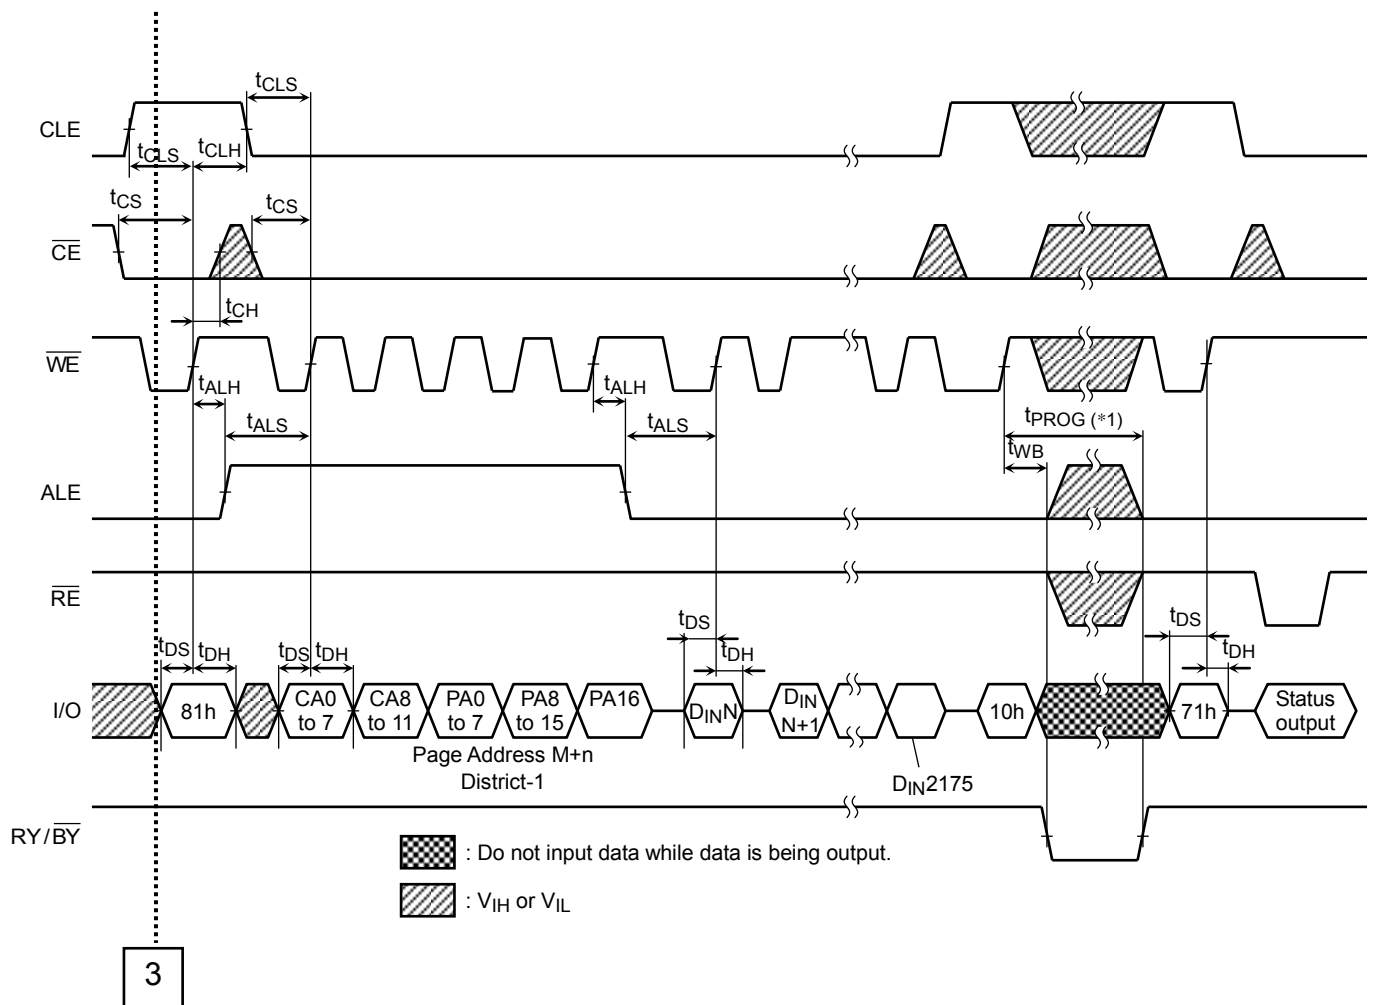 tCLS
CLE
tCLS tCLH
tCS tCS
CE
tCH
WE
tALH tALH
tALS tALS tPROG (*1)
tWB
ALE
RE
tDS tDS
tDS tDH tDS tDH tDH tDH
I/O 81h CA0 to 7 CA8 to 11 PA0 to 7 PA8 to 15 PA16 DINN DIN N+1 10h 71h Status output
Page Address M+n
District-1
DIN2175
RY/BY
: Do not input data while data is being output.
: VIH or VIL
3